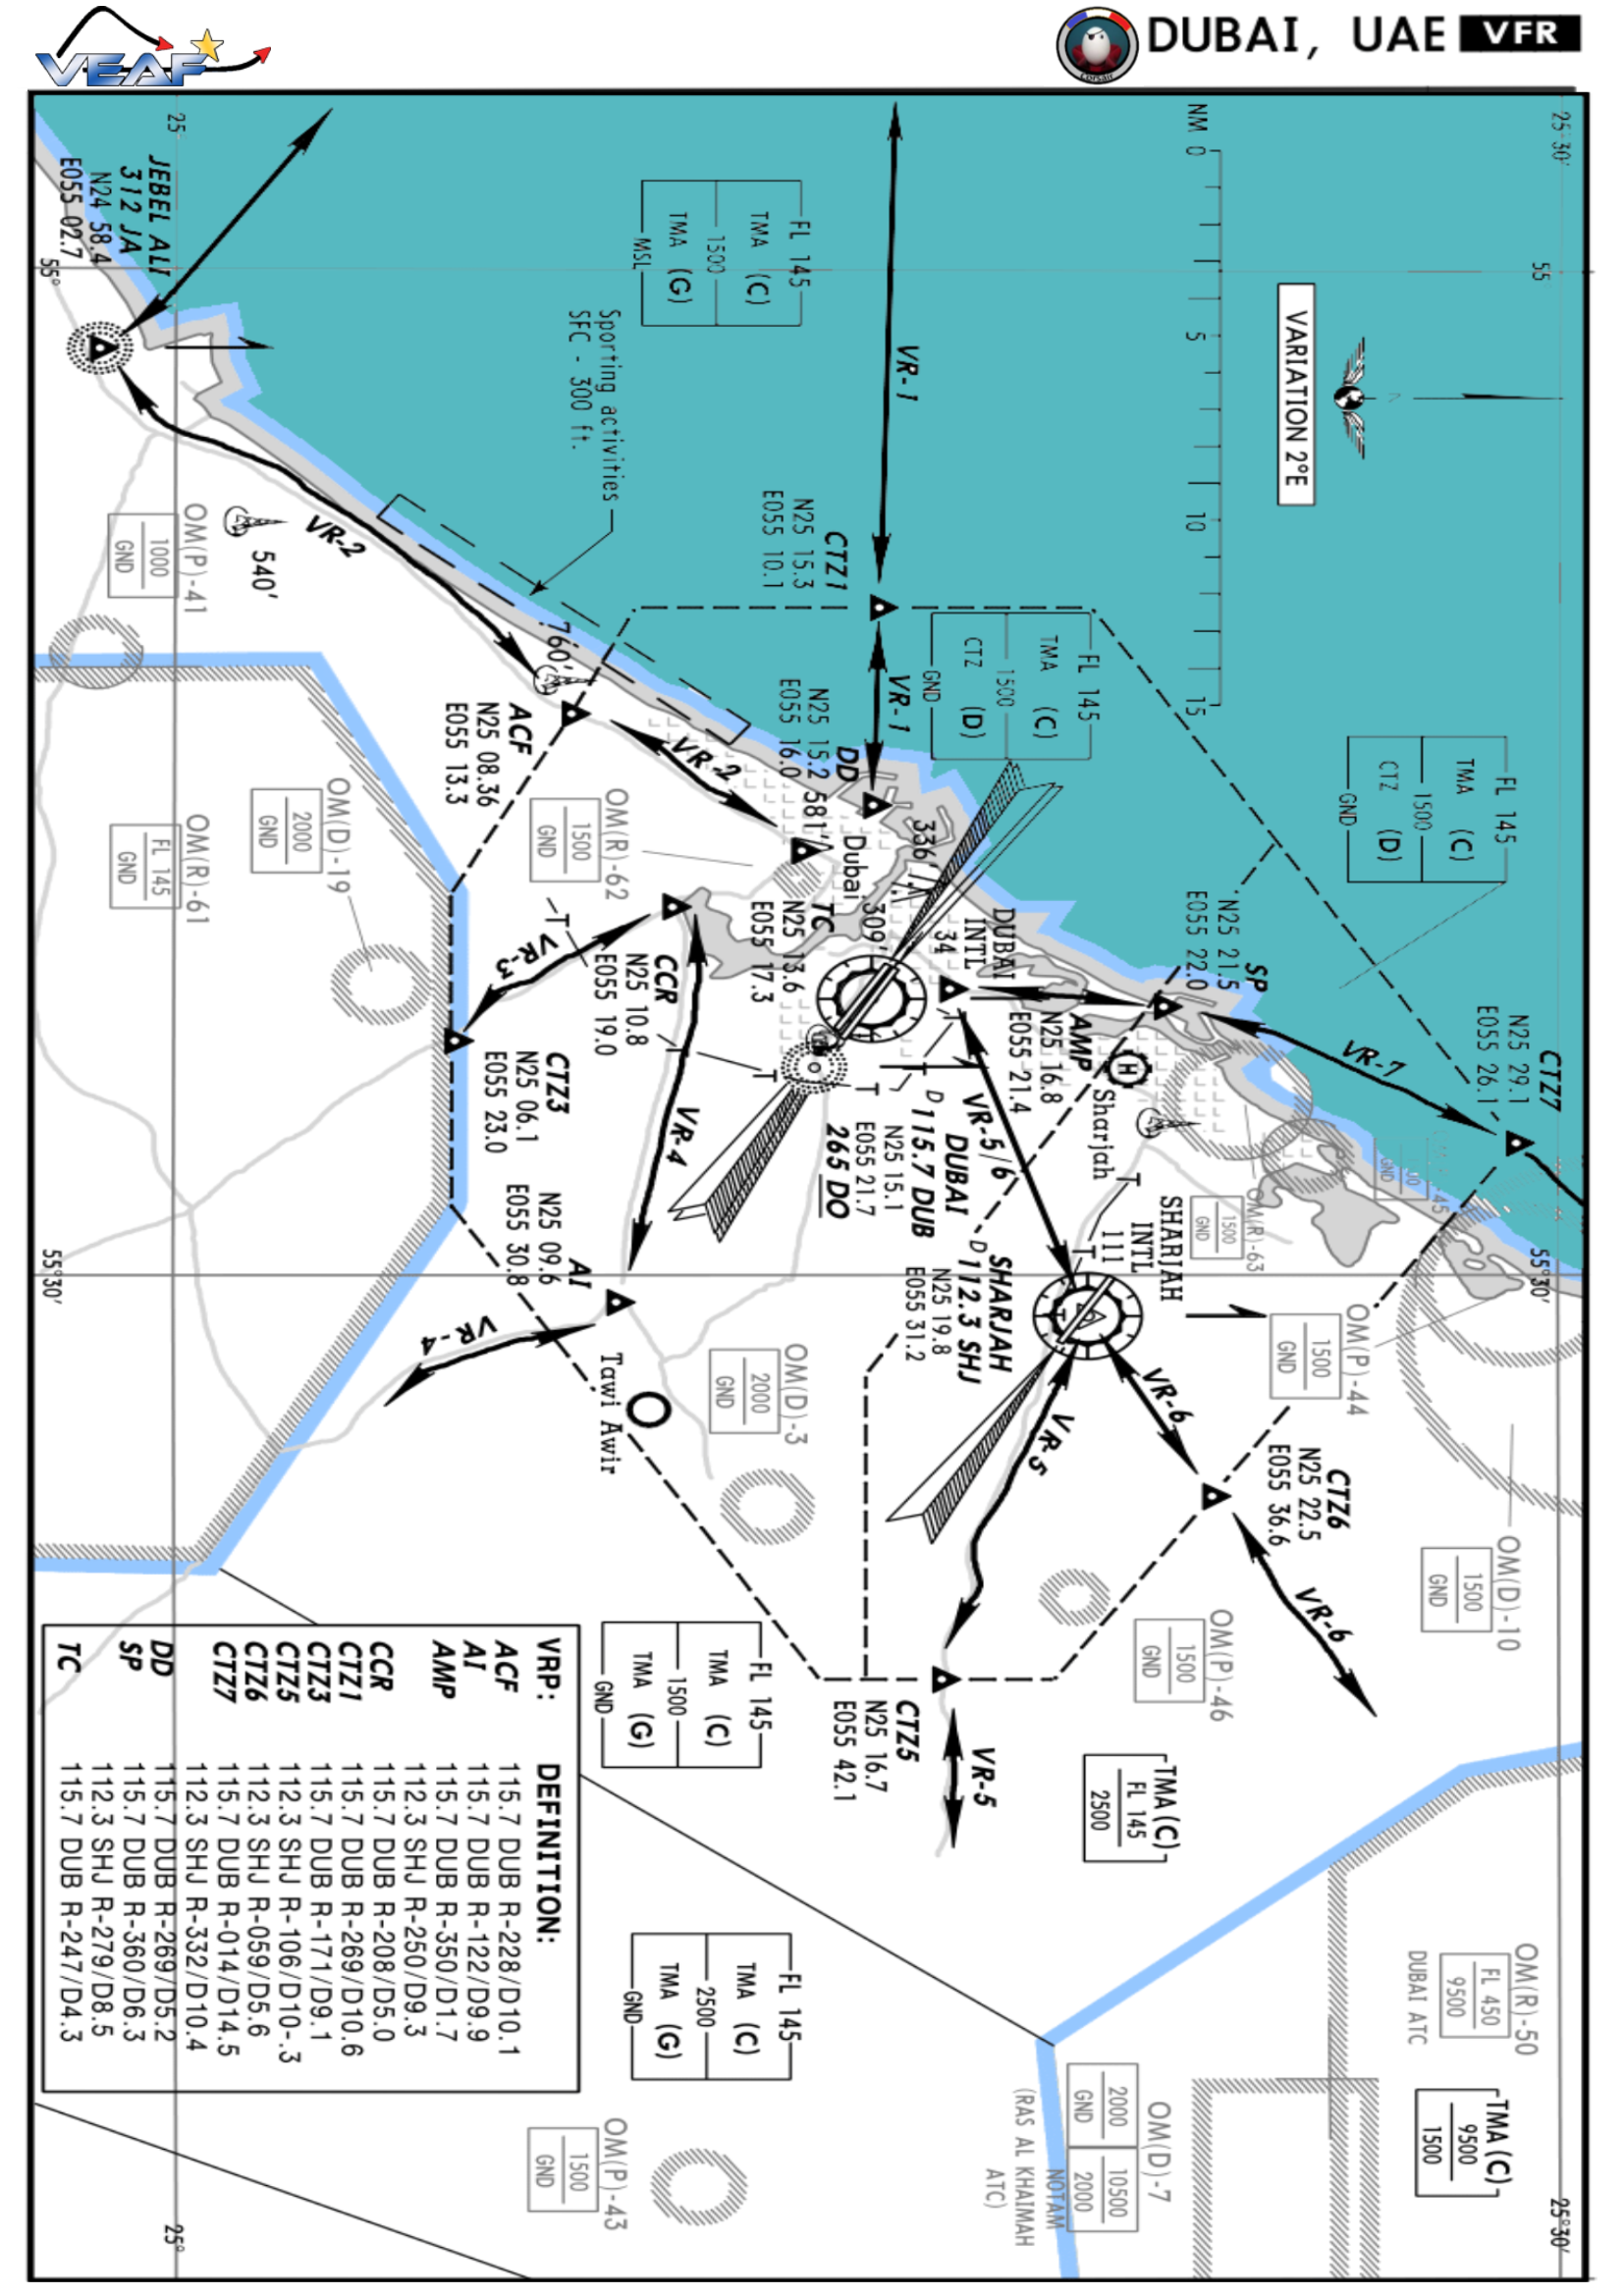 VEAF
Corsair
DUBAI, UAE VFR
25°30'
55
25
55°
NM 0
5
10
15
VARIATION 2°E
JEBEL ALI
312 JA
N24 58.4
E055 02.7
FL 145
TMA (C)
1500
TMA (G)
MSL
VR-1
Sporting activities
SFC - 300 ft.
CTZ1
N25 15.3
E055 10.1
VR-2
540'
OM(P)-41
1000
GND
760'
VR-1
FL 145
TMA (C)
1500
CTZ (D)
GND
FL 145
TMA (C)
1500
CTZ (D)
GND
ACF
N25 08.36
E055 13.3
VR-2
DD
N25 15.2
E055 16.0
581'
336'
309'
Dubai
TC
N25 13.6
E055 17.3
OM(R)-62
1500
GND
OM(D)-19
2000
GND
OM(R)-61
FL 145
GND
DUBAI
INTL
34
SP
N25 21.5
E055 22.0
CTZ7
N25 29.1
E055 26.1
VR-7
VR-3
CCR
N25 10.8
E055 19.0
AMP
N25 16.8
E055 21.4
H
Sharjah
CTZ3
N25 06.1
E055 23.0
VR-4
VR-5/6
DUBAI
D 115.7 DUB
N25 15.1
E055 21.7
265 DO
SHARJAH
INTL
111
OM(R)-63
1500
GND
SHARJAH
D 112.3 SHJ
N25 19.8
E055 31.2
AI
N25 09.6
E055 30.8
55°30'
55°30'
VR-4
Tawi Awir
OM(D)-3
2000
GND
OM(P)-44
1500
GND
VR-6
VR-5
CTZ6
N25 22.5
E055 36.6
OM(D)-10
1500
GND
VR-6
OM(P)-46
1500
GND
FL 145
TMA (C)
1500
TMA (G)
GND
CTZ5
N25 16.7
E055 42.1
VR-5
TMA (C)
FL 145
2500
VRP: DEFINITION:
ACF 115.7 DUB R-228/D10.1
AI 115.7 DUB R-122/D9.9
AMP 115.7 DUB R-350/D1.7
112.3 SHJ R-250/D9.3
CCR 115.7 DUB R-208/D5.0
CTZ1 115.7 DUB R-269/D10.6
CTZ3 115.7 DUB R-171/D9.1
CTZ5 112.3 SHJ R-106/D10-.3
CTZ6 112.3 SHJ R-059/D5.6
CTZ7 115.7 DUB R-014/D14.5
112.3 SHJ R-332/D10.4
DD 115.7 DUB R-269/D5.2
SP 115.7 DUB R-360/D6.3
112.3 SHJ R-279/D8.5
TC 115.7 DUB R-247/D4.3
FL 145
TMA (C)
2500
TMA (G)
GND
OM(R)-50
FL 450
9500
DUBAI ATC
TMA (C)
9500
1500
OM(D)-7
2000
GND
10500
2000
NOTAM
(RAS AL KHAIMAH
ATC)
OM(P)-43
1500
GND
25°
25°30'